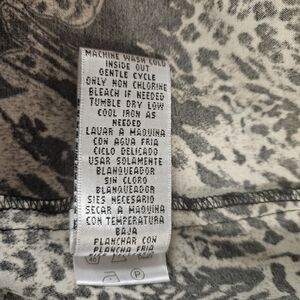 MACHINE WASH COLD
INSIDE OUT
GENTLE CYCLE
ONLY NON CHLORINE
BLEACH IF NEEDED
TUMBLE DRY LOW
COOL IRON AS
NEEDED
LAVAR A MAQUINA
CON AGUA FRIA
CICLO DELICADO
USAR SOLAMENTE
BLANQUEADOR
SIN CLORO
BLANQUEADOR
SIES NECESARIO
SECAR A MAQUINA
CON TEMPERATURA
BAJA
PLANCHAR CON
PLANCHA FRIA
P